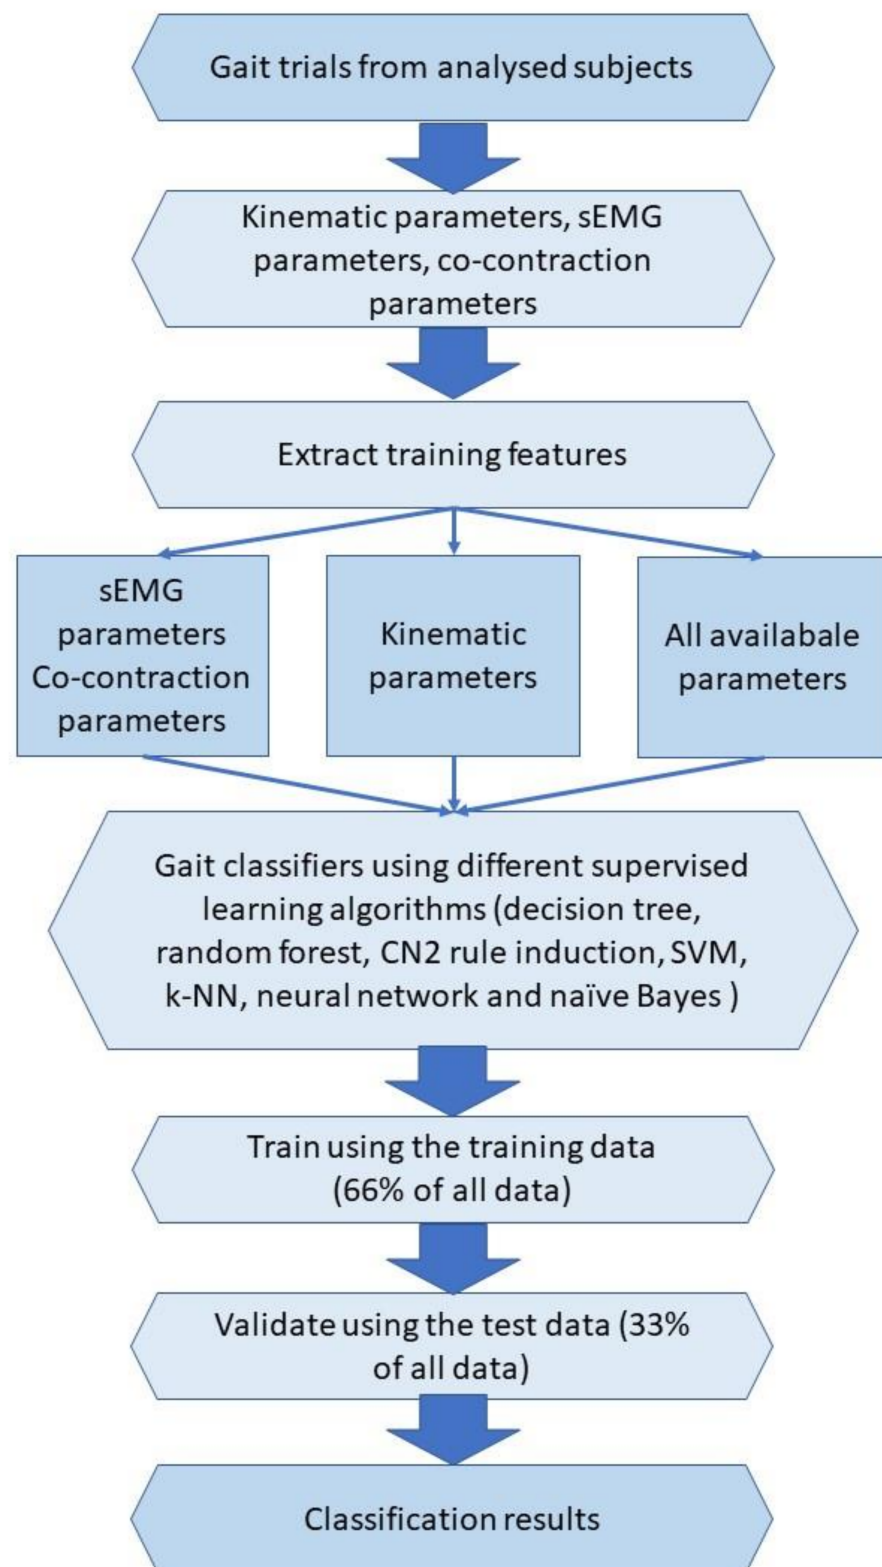 Gait trials from analysed subjects
Kinematic parameters, sEMG
parameters, co-contraction
parameters
Extract training features
sEMG
parameters
Co-contraction
parameters
Kinematic
parameters
All availabale
parameters
Gait classifiers using different supervised
learning algorithms (decision tree,
random forest, CN2 rule induction, SVM,
k-NN, neural network and naïve Bayes )
Train using the training data
(66% of all data)
Validate using the test data (33%
of all data)
Classification results